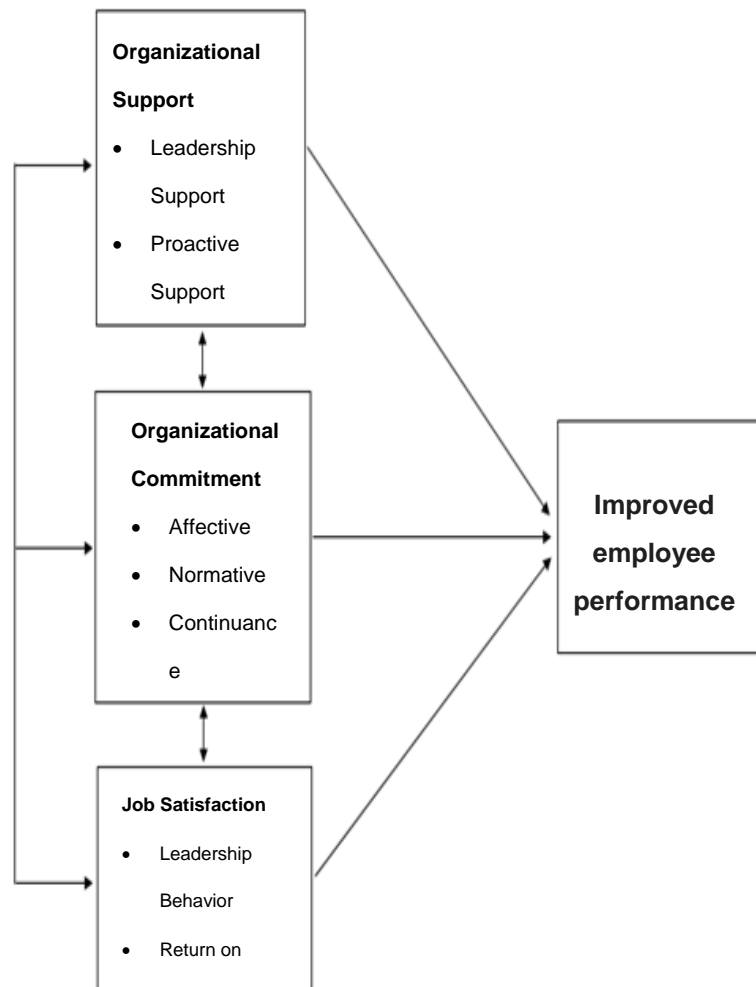 Organizational
Support
• Leadership
Support
• Proactive
Support
Organizational
Commitment
• Affective
• Normative
• Continuanc
e
Job Satisfaction
• Leadership
Behavior
• Return on
Improved
employee
performance